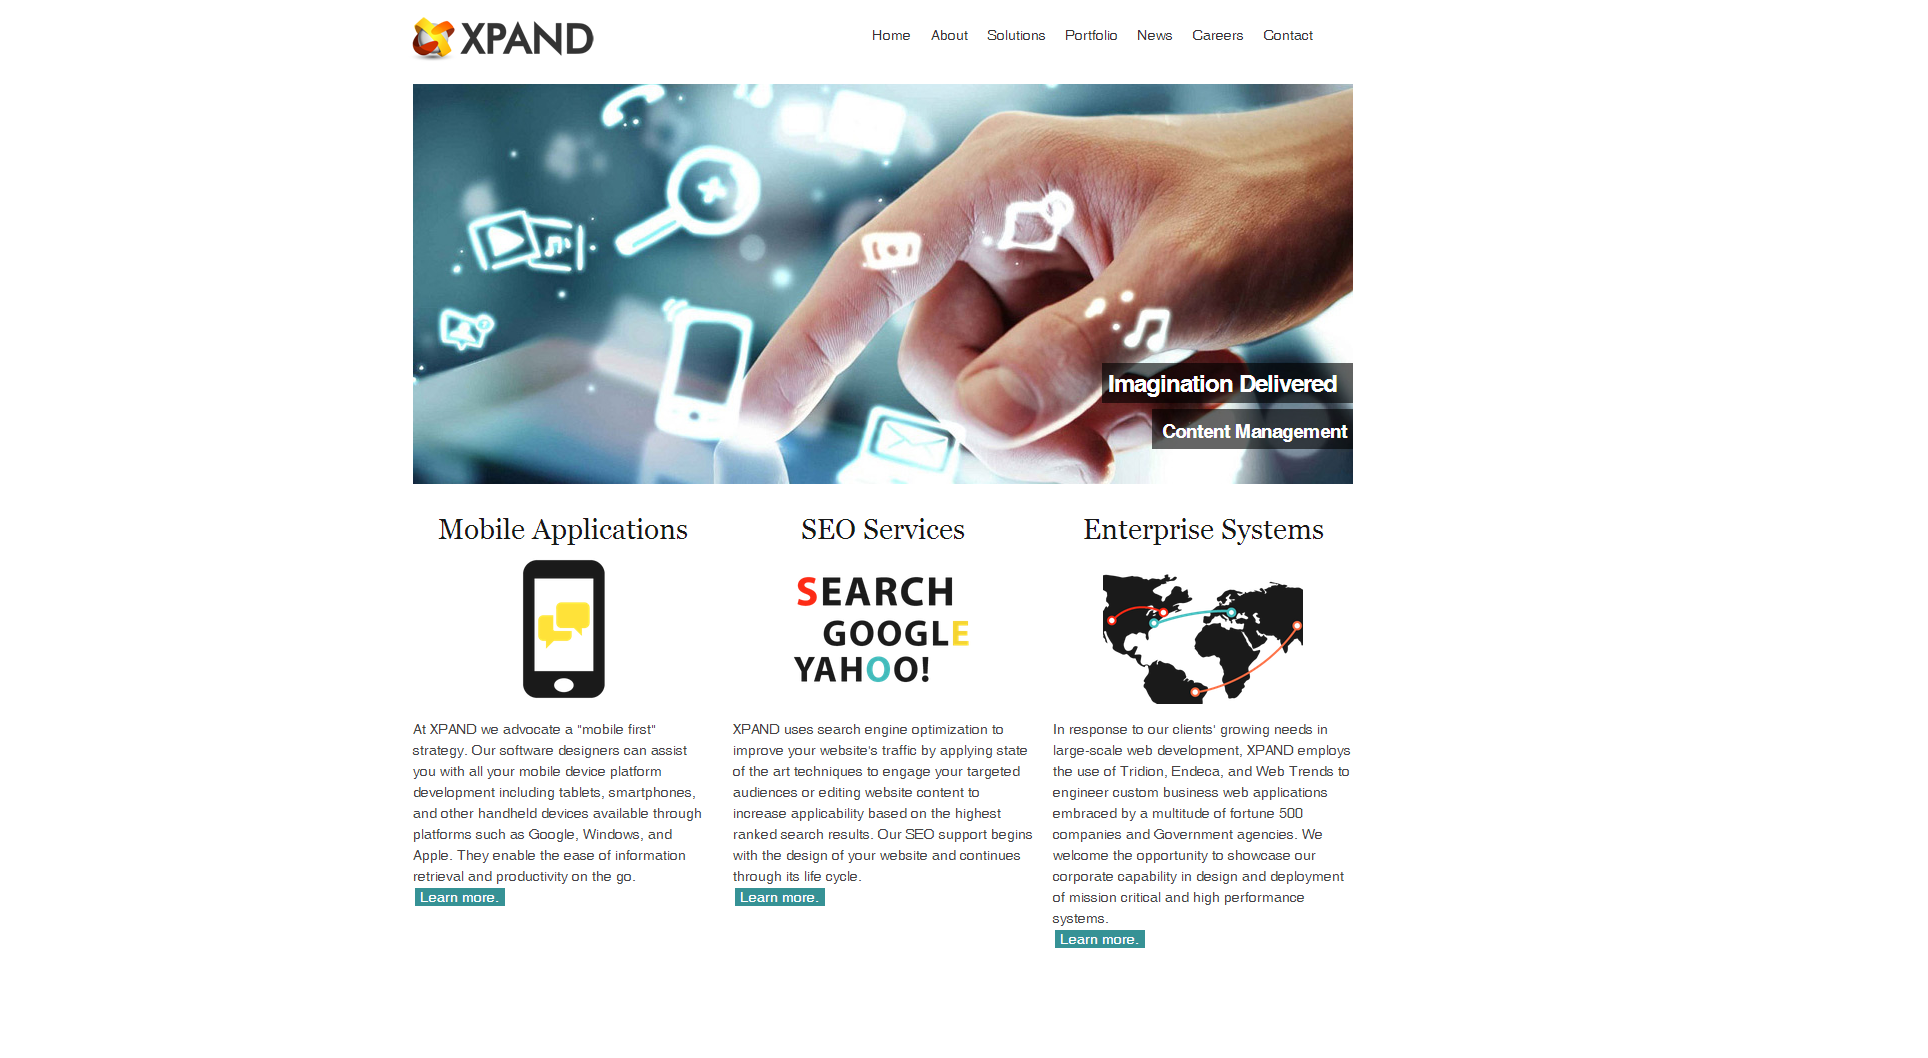 XPAND
Home About Solutions Portfolio News Careers Contact
Imagination Delivered
Content Management
Mobile Applications
SEARCH
GOOGLE
YAHOO!
SEO Services
Enterprise Systems
At XPAND we advocate a "mobile first"
strategy. Our software designers can assist
you with all your mobile device platform
development including tablets, smartphones,
and other handheld devices available through
platforms such as Google, Windows, and
Apple. They enable the ease of information
retrieval and productivity on the go.
Learn more.
XPAND uses search engine optimization to
improve your website's traffic by applying state
of the art techniques to engage your targeted
audiences or editing website content to
increase applicability based on the highest
ranked search results. Our SEO support begins
with the design of your website and continues
through its life cycle.
Learn more.
In response to our clients' growing needs in
large-scale web development, XPAND employs
the use of Tridion, Endeca, and Web Trends to
engineer custom business web applications
embraced by a multitude of fortune 500
companies and Government agencies. We
welcome the opportunity to showcase our
corporate capability in design and deployment
of mission critical and high performance
systems.
Learn more.